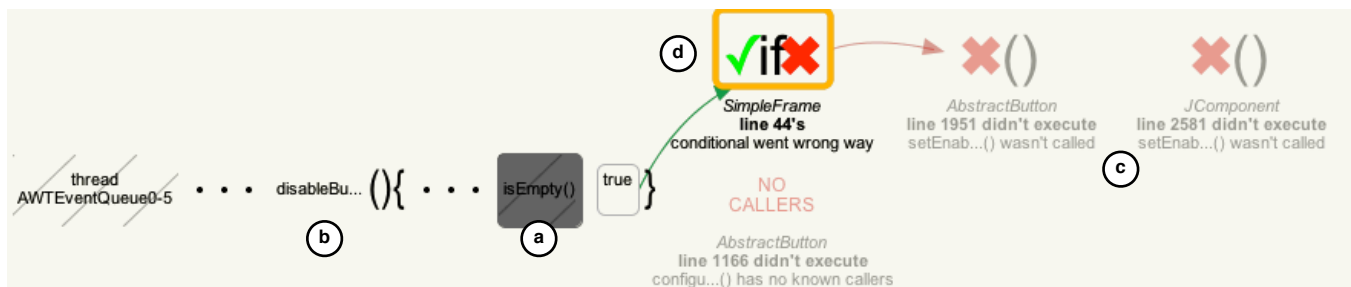 d
if
()
()
SimpleFrame
line 44's
conditional went wrong way
AbstractButton
line 1951 didn't execute
setEnab...() wasn't called
JComponent
line 2581 didn't execute
setEnab...() wasn't called
c
thread
AWTEventQueue0-5
• • •
disableBu... (){
• • •
isEmpty()
true }
b
a
NO
CALLERS
AbstractButton
line 1166 didn't execute
configu...() has no known callers